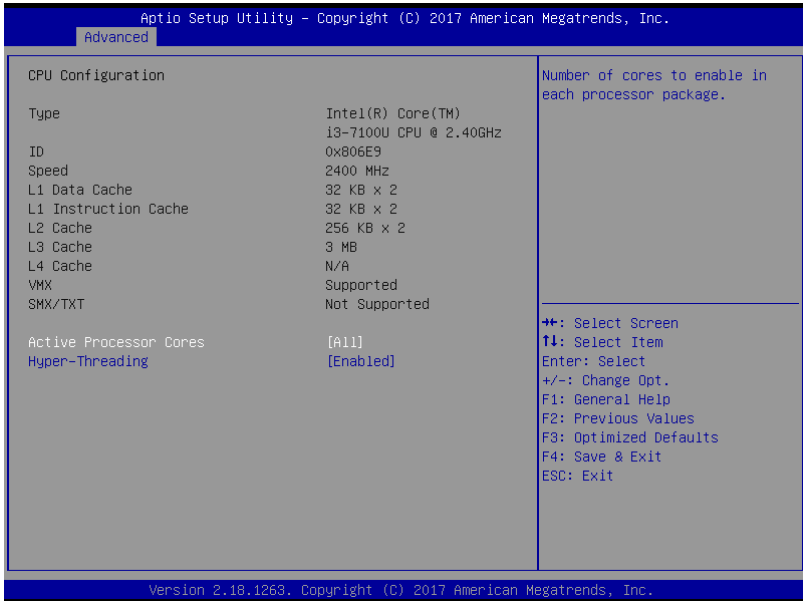 Aptio Setup Utility – Copyright (C) 2017 American Megatrends, Inc.
Advanced
CPU Configuration
Type Intel(R) Core(TM)
i3-7100U CPU @ 2.40GHz
ID 0x806E9
Speed 2400 MHz
L1 Data Cache 32 KB x 2
L1 Instruction Cache 32 KB x 2
L2 Cache 256 KB x 2
L3 Cache 3 MB
L4 Cache N/A
VMX Supported
SMX/TXT Not Supported
Active Processor Cores [All]
Hyper-Threading [Enabled]
Number of cores to enable in
each processor package.
→←: Select Screen
↑↓: Select Item
Enter: Select
+/-: Change Opt.
F1: General Help
F2: Previous Values
F3: Optimized Defaults
F4: Save & Exit
ESC: Exit
Version 2.18.1263. Copyright (C) 2017 American Megatrends, Inc.